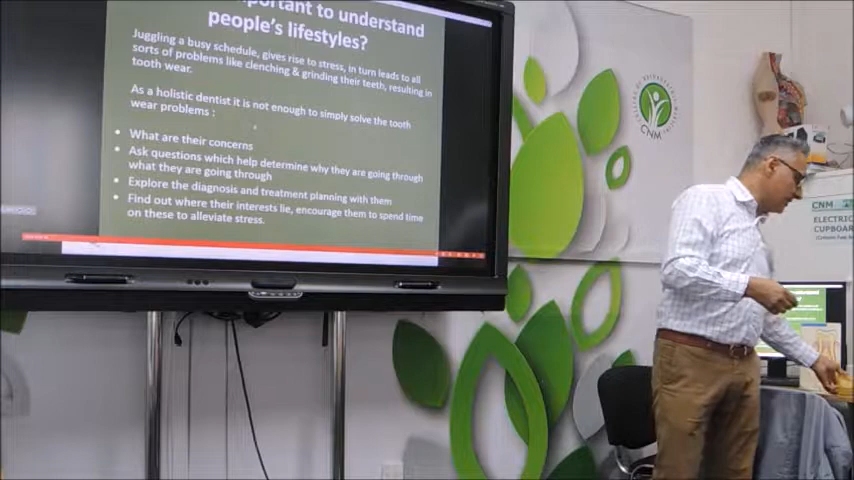 portant to understand
people's lifestyles?
Juggling a busy schedule, gives rise to stress, in turn leads to all
sorts of problems like clenching & grinding their teeth, resulting in
tooth wear.
As a holistic dentist it is not enough to simply solve the tooth
wear problems :
• What are their concerns
• Ask questions which help determine why they are going through
what they are going through
• Explore the diagnosis and treatment planning with them
• Find out where their interests lie, encourage them to spend time
on these to alleviate stress.
CNM
CNM
ELECTRIC
CUPBOAR